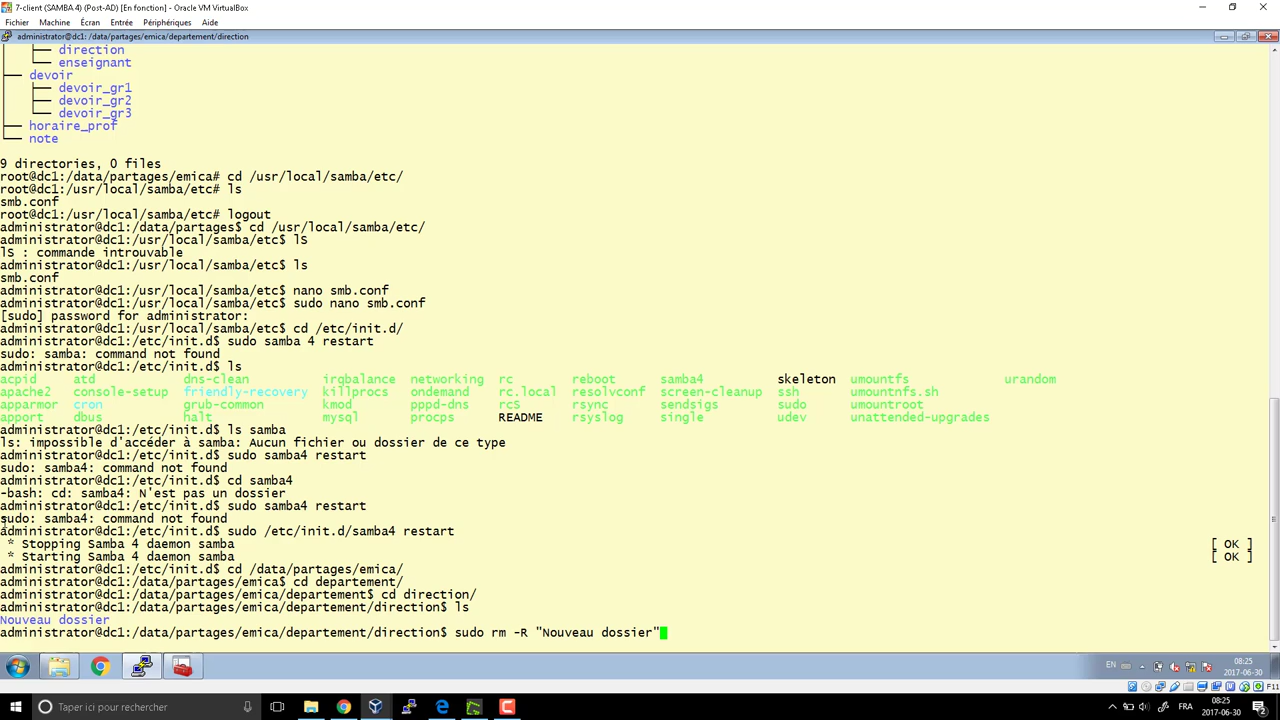 7-client (SAMBA 4) (Post-AD) [En fonction] - Oracle VM VirtualBox
Fichier Machine Écran Entrée Périphériques Aide
administrator@dc1: /data/partages/emica/departement/direction
│   ├── direction
│   └── enseignant
├── devoir
│   ├── devoir_gr1
│   ├── devoir_gr2
│   └── devoir_gr3
├── horaire_prof
└── note
9 directories, 0 files
root@dc1:/data/partages/emica# cd /usr/local/samba/etc/
root@dc1:/usr/local/samba/etc# ls
smb.conf
root@dc1:/usr/local/samba/etc# logout
administrator@dc1:/data/partages$ cd /usr/local/samba/etc/
administrator@dc1:/usr/local/samba/etc$ lS
lS : commande introuvable
administrator@dc1:/usr/local/samba/etc$ ls
smb.conf
administrator@dc1:/usr/local/samba/etc$ nano smb.conf
administrator@dc1:/usr/local/samba/etc$ sudo nano smb.conf
[sudo] password for administrator:
administrator@dc1:/usr/local/samba/etc$ cd /etc/init.d/
administrator@dc1:/etc/init.d$ sudo samba 4 restart
sudo: samba: command not found
administrator@dc1:/etc/init.d$ ls
acpid atd dns-clean irqbalance networking rc reboot samba4 skeleton umountfs urandom
apache2 console-setup friendly-recovery killprocs ondemand rc.local resolvconf screen-cleanup ssh umountnfs.sh
apparmor cron grub-common kmod pppd-dns rcS rsync sendsigs sudo umountroot
apport dbus halt mysql procps README rsyslog single udev unattended-upgrades
administrator@dc1:/etc/init.d$ ls samba
ls: impossible d'accéder à samba: Aucun fichier ou dossier de ce type
administrator@dc1:/etc/init.d$ sudo samba4 restart
sudo: samba4: command not found
administrator@dc1:/etc/init.d$ cd samba4
-bash: cd: samba4: N'est pas un dossier
administrator@dc1:/etc/init.d$ sudo samba4 restart
sudo: samba4: command not found
administrator@dc1:/etc/init.d$ sudo /etc/init.d/samba4 restart
* Stopping Samba 4 daemon samba [ OK ]
* Starting Samba 4 daemon samba [ OK ]
administrator@dc1:/etc/init.d$ cd /data/partages/emica/
administrator@dc1:/data/partages/emica$ cd departement/
administrator@dc1:/data/partages/emica/departement$ cd direction/
administrator@dc1:/data/partages/emica/departement/direction$ ls
Nouveau dossier
administrator@dc1:/data/partages/emica/departement/direction$ sudo rm -R "Nouveau dossier"
EN 08:25
2017-06-30
F11
Taper ici pour rechercher FRA 08:25
2017-06-30